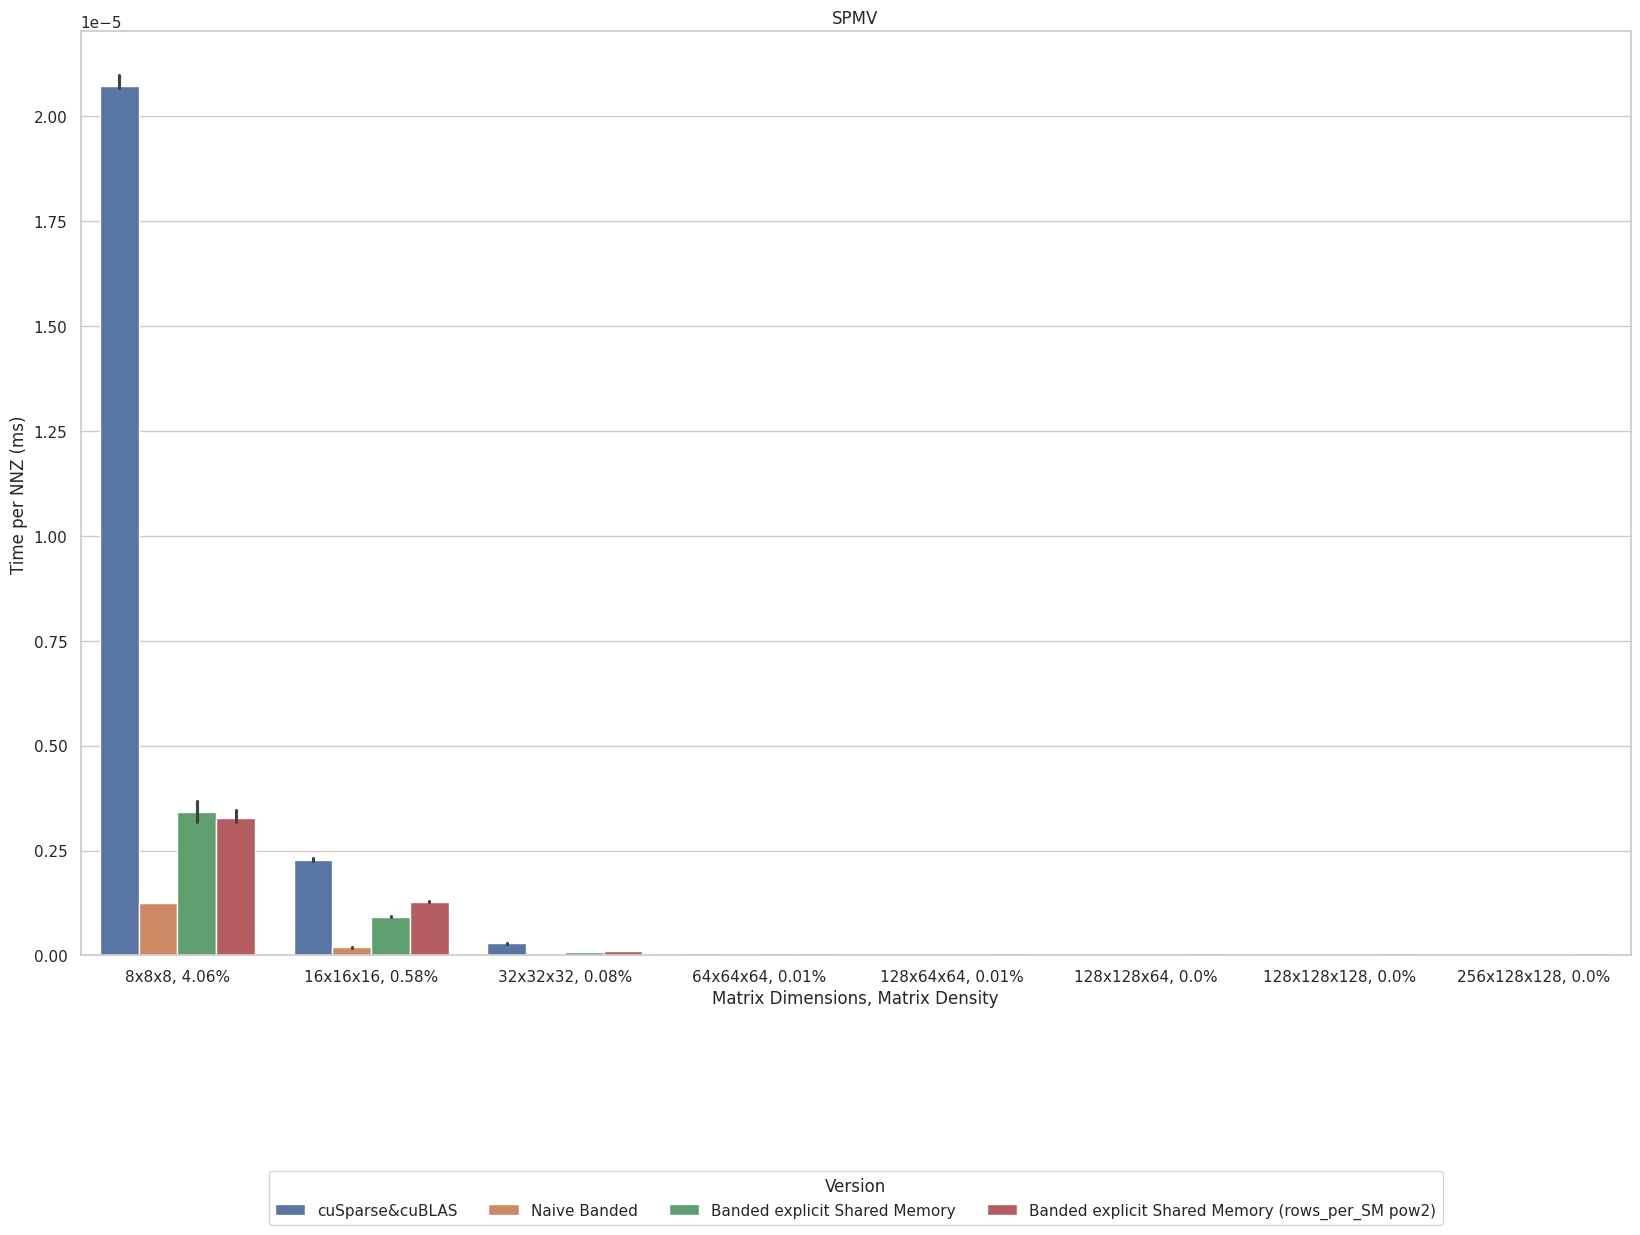 SPMV
1e−5
2.00
1.75
1.50
1.25
1.00
0.75
0.50
0.25
0.00
Time per NNZ (ms)
8x8x8, 4.06%
16x16x16, 0.58%
32x32x32, 0.08%
64x64x64, 0.01%
128x64x64, 0.01%
128x128x64, 0.0%
128x128x128, 0.0%
256x128x128, 0.0%
Matrix Dimensions, Matrix Density
Version
cuSparse&cuBLAS
Naive Banded
Banded explicit Shared Memory
Banded explicit Shared Memory (rows_per_SM pow2)